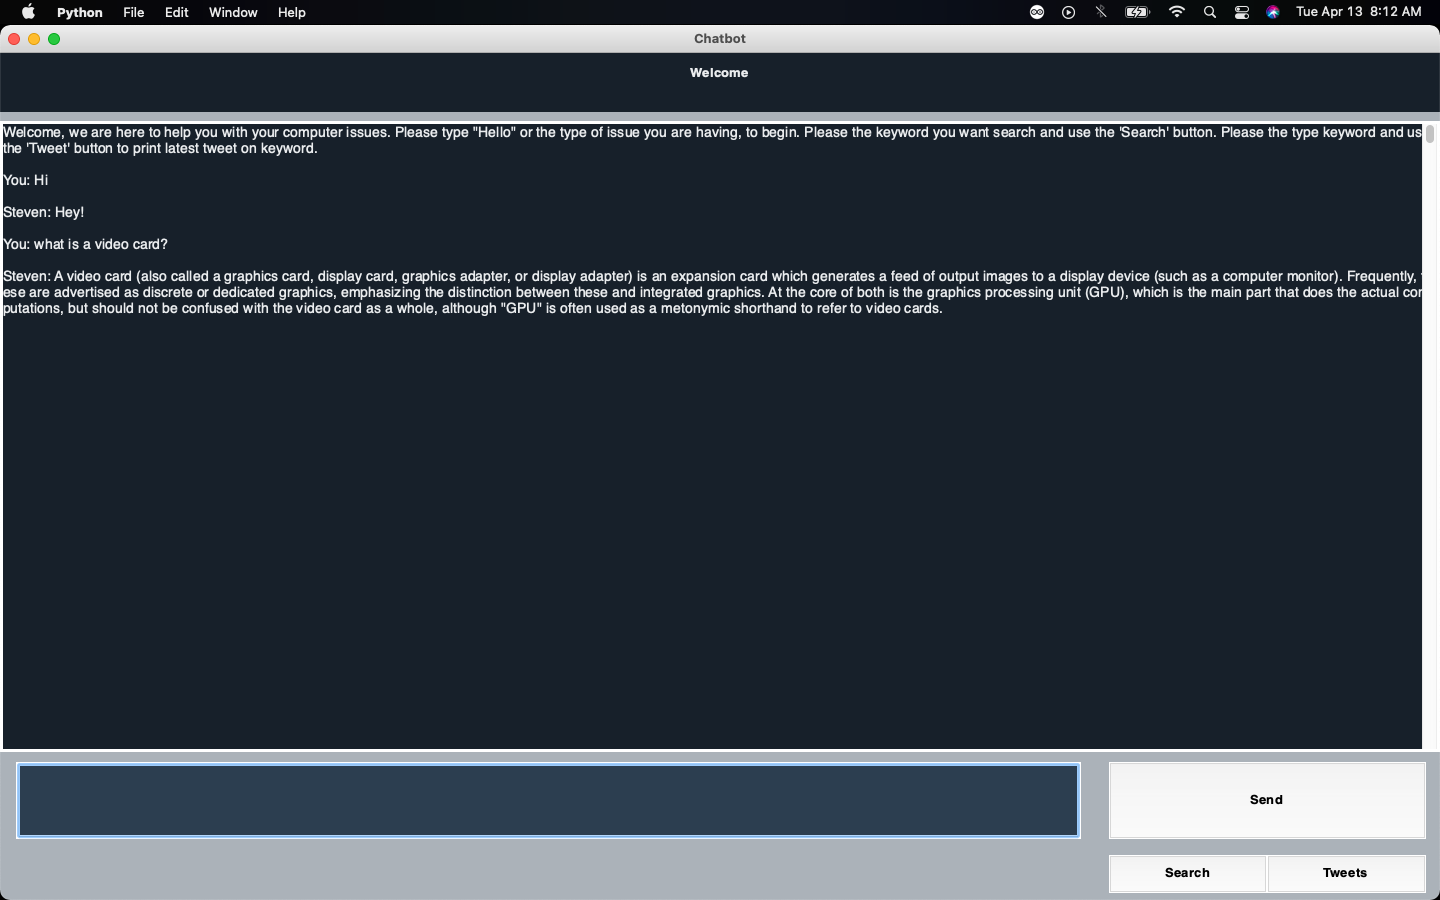 Python File Edit Window Help Tue Apr 13 8:12 AM
Chatbot
Welcome
Welcome, we are here to help you with your computer issues. Please type "Hello" or the type of issue you are having, to begin. Please the keyword you want search and use the 'Search' button. Please the type keyword and us
the 'Tweet' button to print latest tweet on keyword.
You: Hi
Steven: Hey!
You: what is a video card?
Steven: A video card (also called a graphics card, display card, graphics adapter, or display adapter) is an expansion card which generates a feed of output images to a display device (such as a computer monitor). Frequently,
ese are advertised as discrete or dedicated graphics, emphasizing the distinction between these and integrated graphics. At the core of both is the graphics processing unit (GPU), which is the main part that does the actual
putations, but should not be confused with the video card as a whole, although "GPU" is often used as a metonymic shorthand to refer to video cards.
Send
Search Tweets